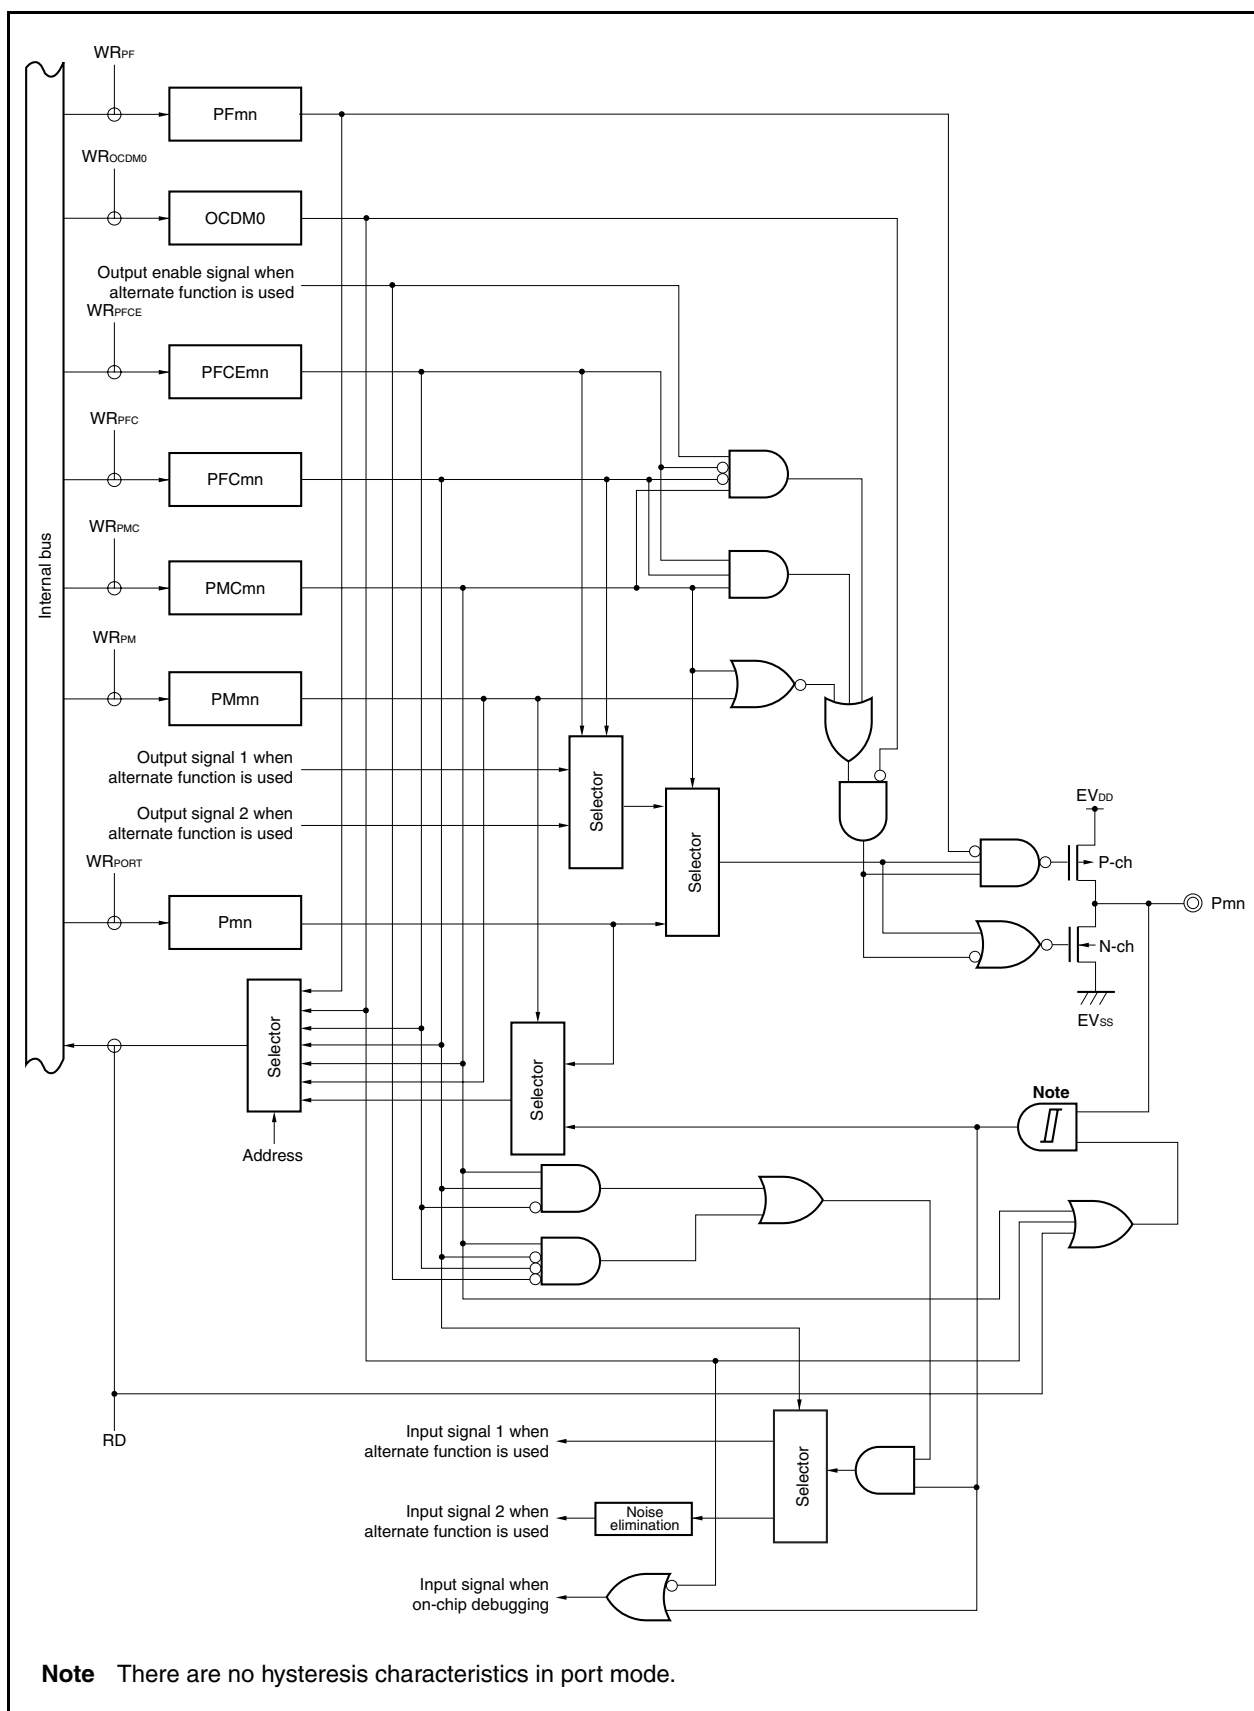 WRPF
PFmn
WROCDM0
OCDM0
Output enable signal when
alternate function is used
WRPFCE
PFCEmn
WRPFC
PFCmn
WRPMC
PMCmn
Internal bus
WRPM
PMmn
Output signal 1 when
alternate function is used
Output signal 2 when
alternate function is used
Selector
Selector
EVDD
P-ch
WRPORT
Pmn
Pmn
N-ch
EVSS
Selector
Selector
Address
Note
RD
Input signal 1 when
alternate function is used
Selector
Input signal 2 when
alternate function is used
Noise
elimination
Input signal when
on-chip debugging
Note There are no hysteresis characteristics in port mode.